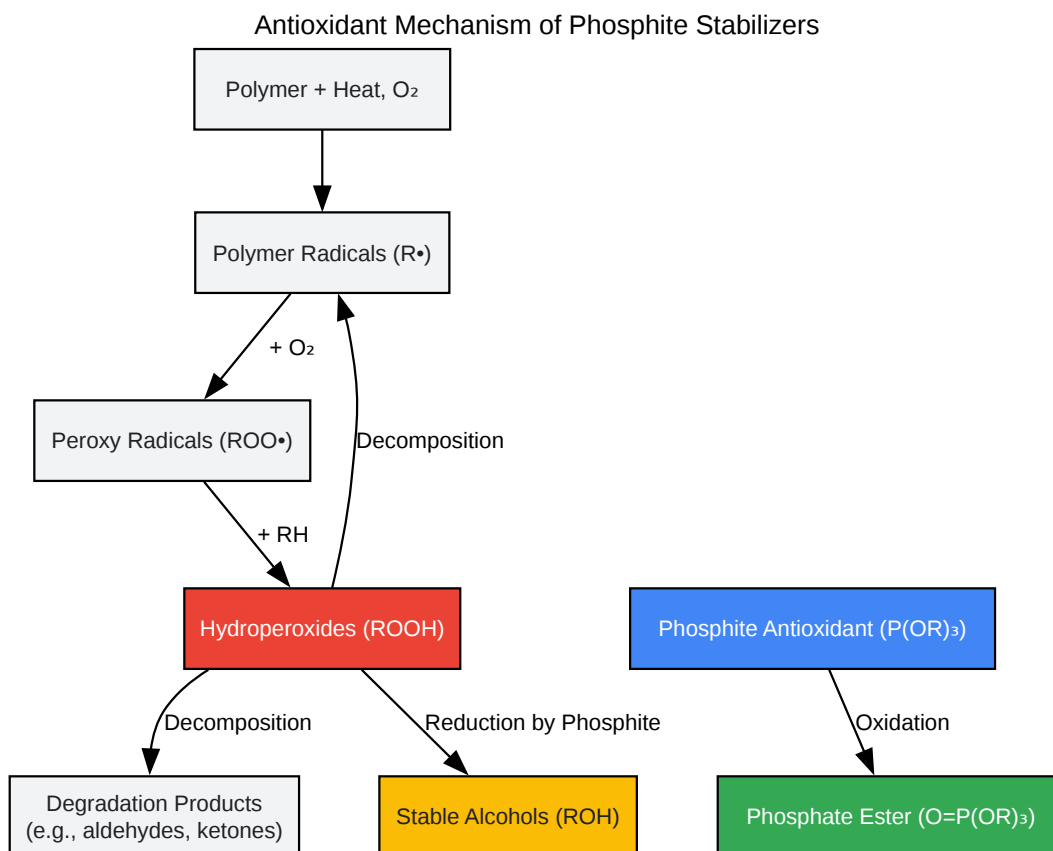 Antioxidant Mechanism of Phosphite Stabilizers
Polymer + Heat, O₂
Polymer Radicals (R•)
+ O₂
Peroxy Radicals (ROO•)
Decomposition
+ RH
Hydroperoxides (ROOH)
Phosphite Antioxidant (P(OR)₃)
Decomposition
Reduction by Phosphite
Oxidation
Degradation Products
(e.g., aldehydes, ketones)
Stable Alcohols (ROH)
Phosphate Ester (O=P(OR)₃)